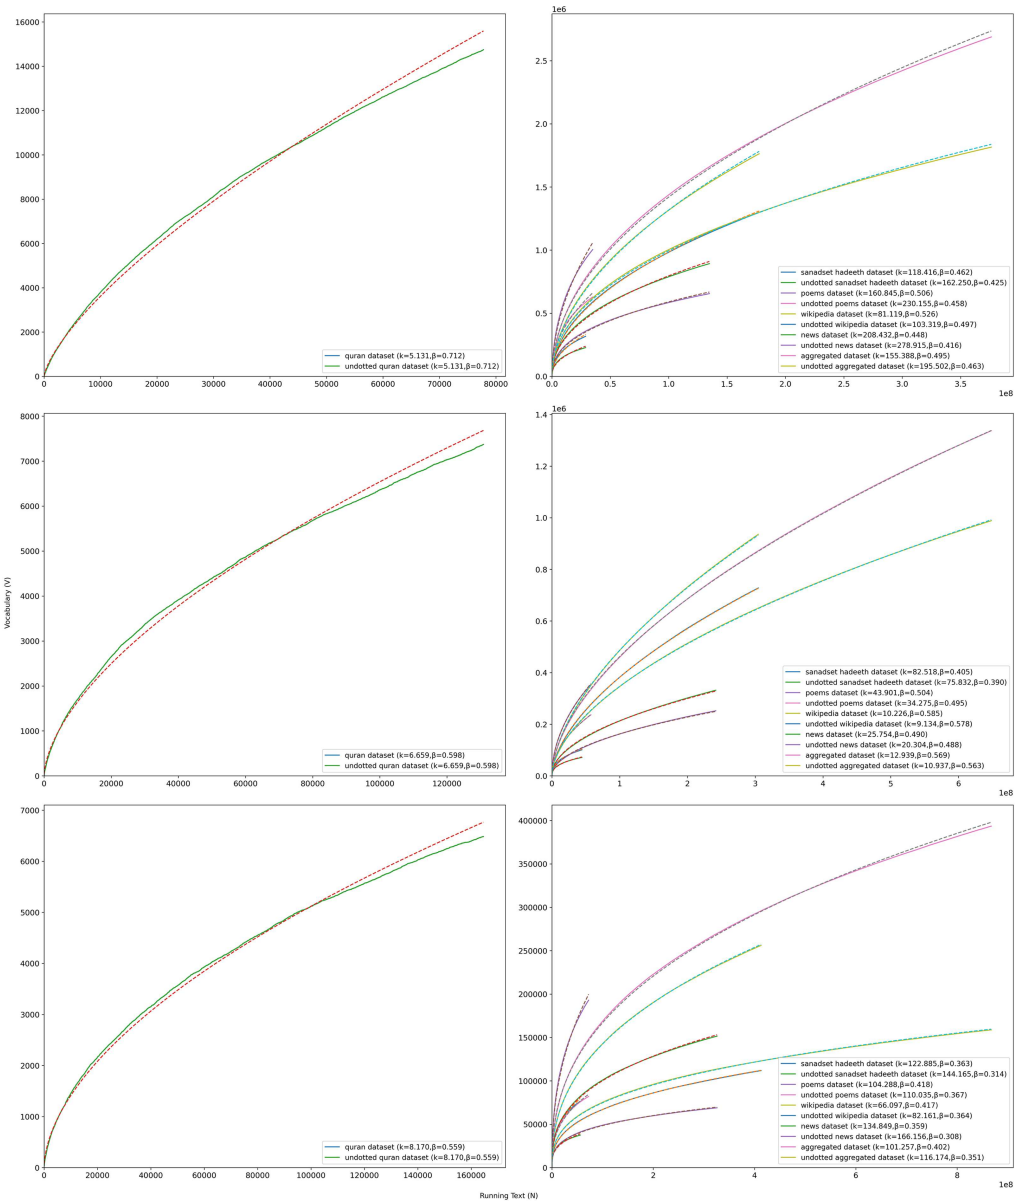 16000
14000
12000
10000
8000
6000
4000
2000
0
0 10000 20000 30000 40000 50000 60000 70000 80000
quran dataset (k=5.131,β=0.712)
undotted quran dataset (k=5.131,β=0.712)
1e6
2.5
2.0
1.5
1.0
0.5
0.0
0.0 0.5 1.0 1.5 2.0 2.5 3.0 3.5
1e8
sanadset hadeeth dataset (k=118.416,β=0.462)
undotted sanadset hadeeth dataset (k=162.250,β=0.425)
poems dataset (k=160.845,β=0.506)
undotted poems dataset (k=230.155,β=0.458)
wikipedia dataset (k=81.119,β=0.526)
undotted wikipedia dataset (k=103.319,β=0.497)
news dataset (k=208.432,β=0.448)
undotted news dataset (k=278.915,β=0.416)
aggregated dataset (k=155.388,β=0.495)
undotted aggregated dataset (k=195.502,β=0.463)
Vocabulary (V)
8000
7000
6000
5000
4000
3000
2000
1000
0
0 20000 40000 60000 80000 100000 120000
quran dataset (k=6.659,β=0.598)
undotted quran dataset (k=6.659,β=0.598)
1e6
1.4
1.2
1.0
0.8
0.6
0.4
0.2
0.0
0 1 2 3 4 5 6
1e8
sanadset hadeeth dataset (k=82.518,β=0.405)
undotted sanadset hadeeth dataset (k=75.832,β=0.390)
poems dataset (k=43.901,β=0.504)
undotted poems dataset (k=34.275,β=0.495)
wikipedia dataset (k=10.226,β=0.585)
undotted wikipedia dataset (k=9.134,β=0.578)
news dataset (k=25.754,β=0.490)
undotted news dataset (k=20.304,β=0.488)
aggregated dataset (k=12.939,β=0.569)
undotted aggregated dataset (k=10.937,β=0.563)
7000
6000
5000
4000
3000
2000
1000
0
0 20000 40000 60000 80000 100000 120000 140000 160000
quran dataset (k=8.170,β=0.559)
undotted quran dataset (k=8.170,β=0.559)
400000
350000
300000
250000
200000
150000
100000
50000
0
0 2 4 6 8
1e8
sanadset hadeeth dataset (k=122.885,β=0.363)
undotted sanadset hadeeth dataset (k=144.165,β=0.314)
poems dataset (k=104.288,β=0.418)
undotted poems dataset (k=110.035,β=0.367)
wikipedia dataset (k=66.097,β=0.417)
undotted wikipedia dataset (k=82.161,β=0.364)
news dataset (k=134.849,β=0.359)
undotted news dataset (k=166.156,β=0.308)
aggregated dataset (k=101.257,β=0.402)
undotted aggregated dataset (k=116.174,β=0.351)
Running Text (N)